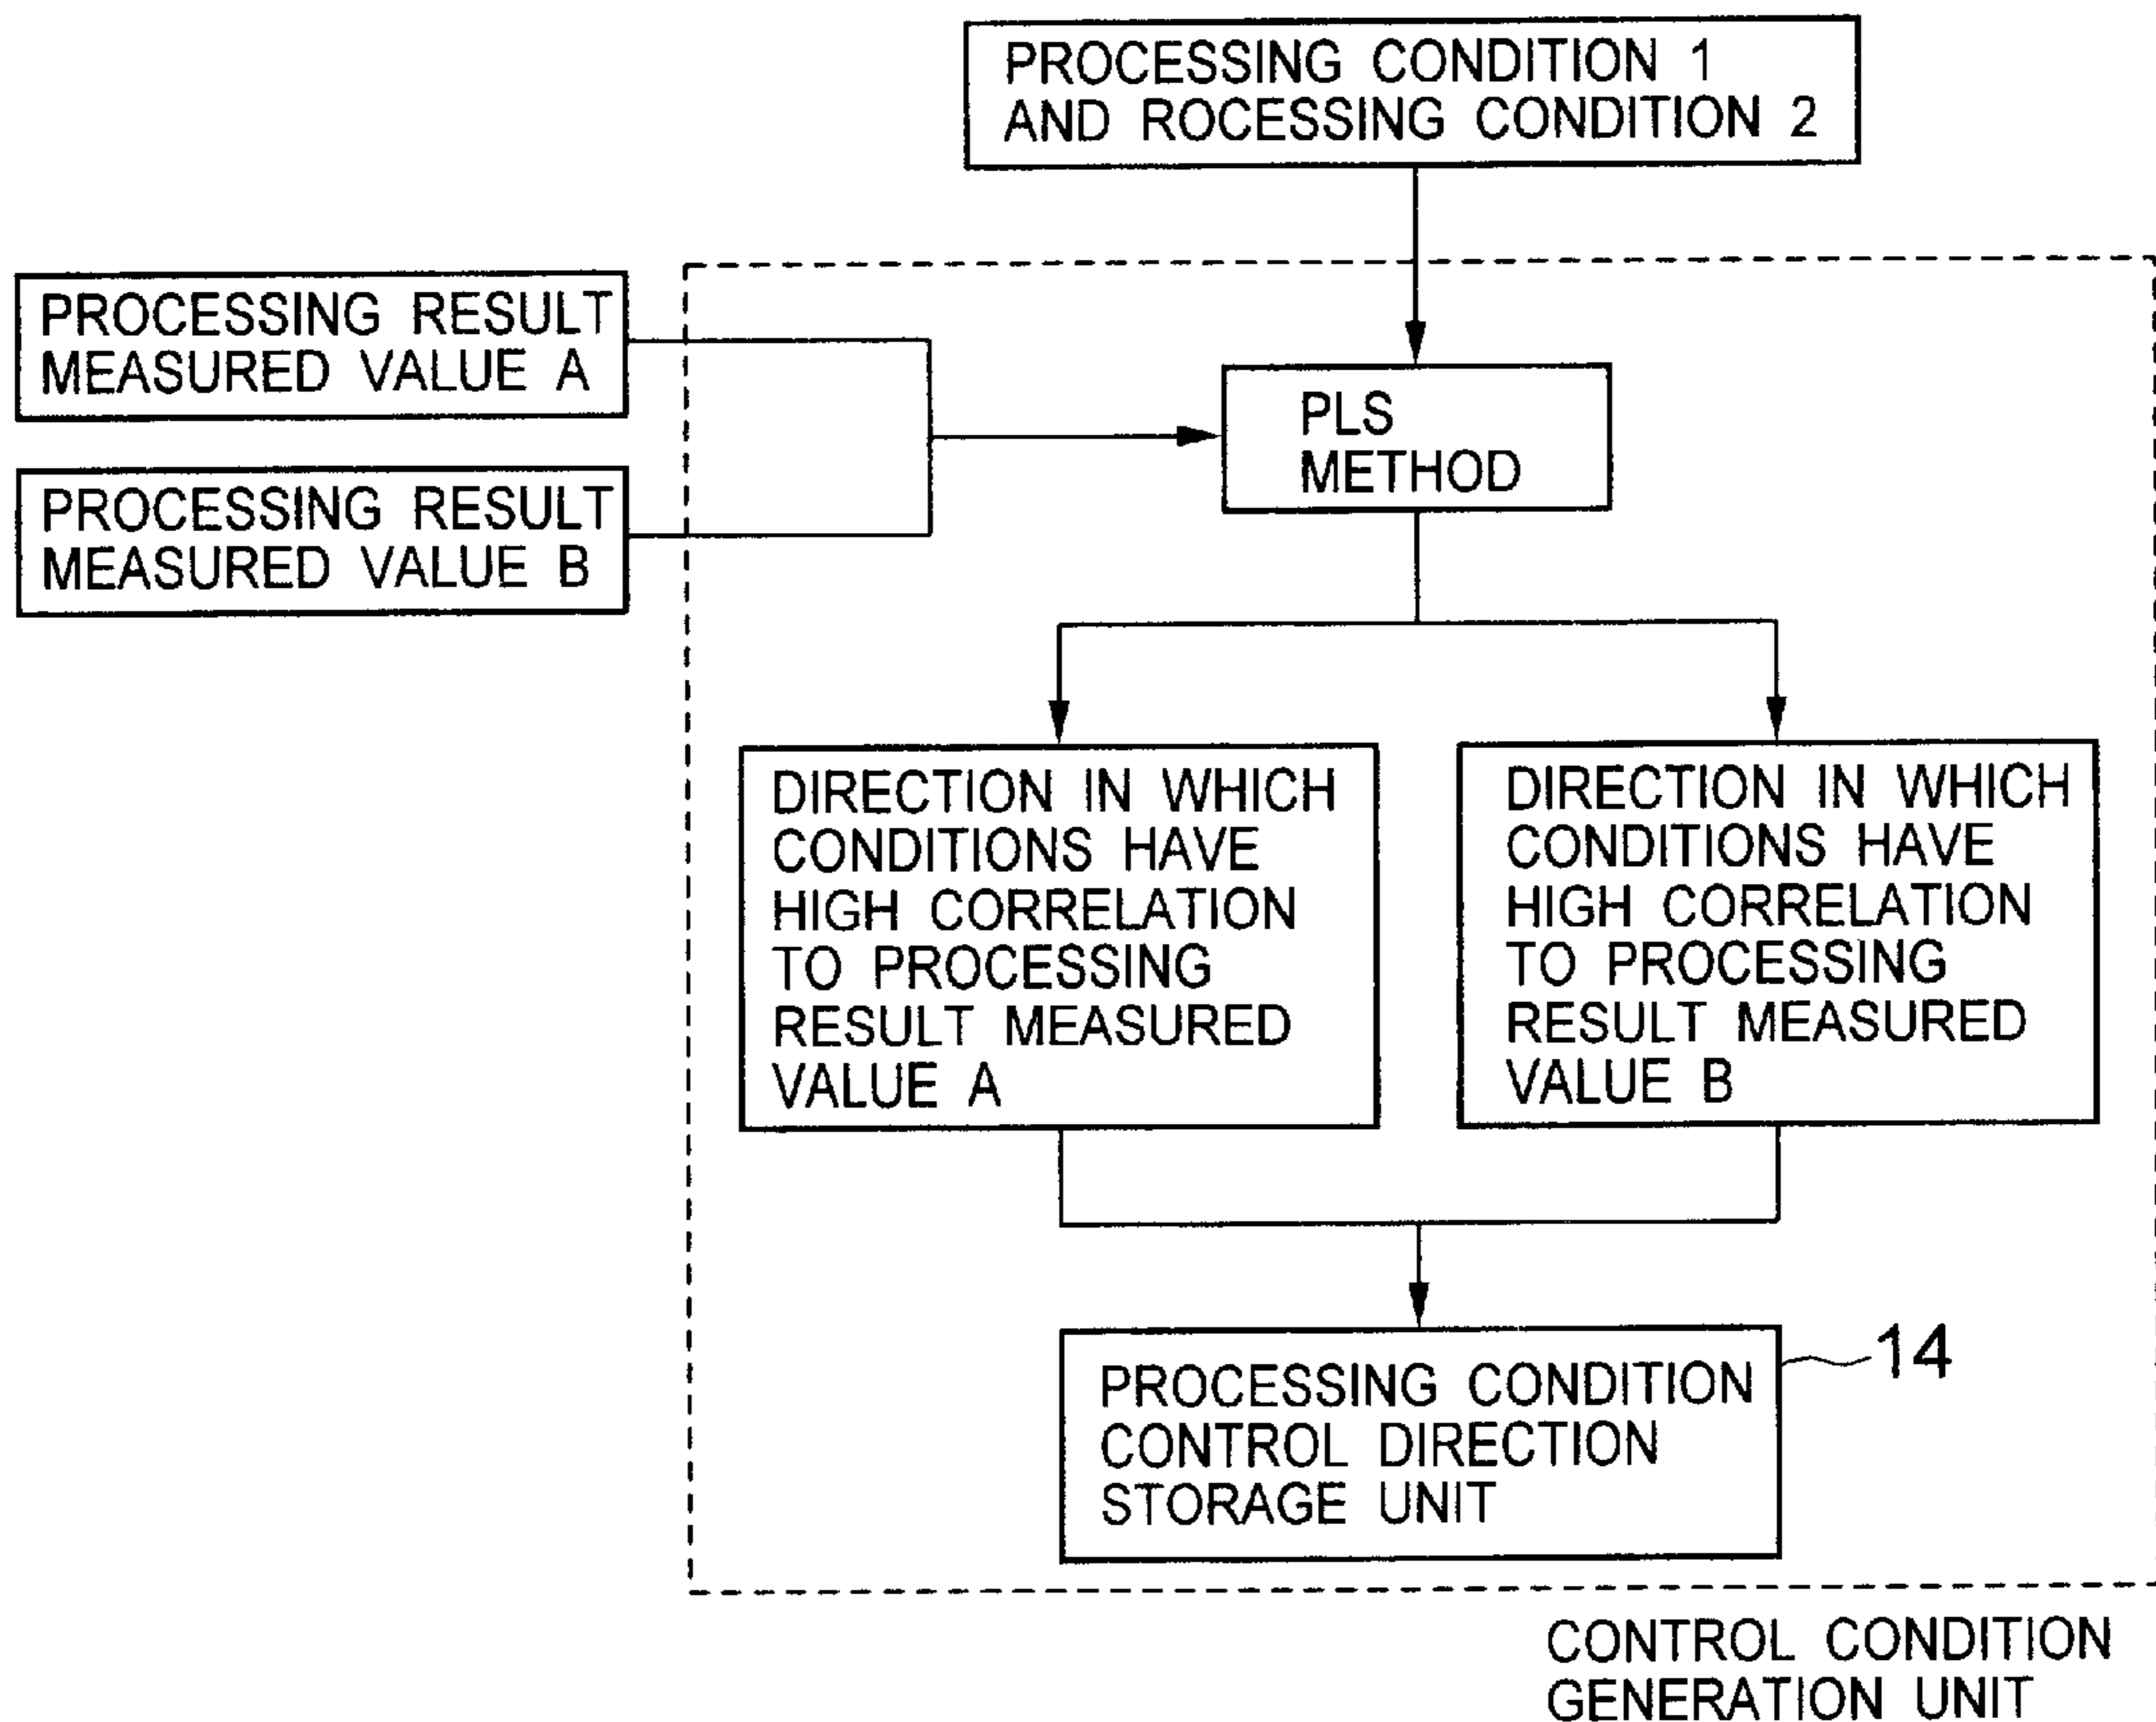 PROCESSING CONDITION 1
AND ROCESSING CONDITION 2
PROCESSING RESULT
MEASURED VALUE A
PROCESSING RESULT
MEASURED VALUE B
PLS
METHOD
DIRECTION IN WHICH
CONDITIONS HAVE
HIGH CORRELATION
TO PROCESSING
RESULT MEASURED
VALUE A
DIRECTION IN WHICH
CONDITIONS HAVE
HIGH CORRELATION
TO PROCESSING
RESULT MEASURED
VALUE B
PROCESSING CONDITION
CONTROL DIRECTION
STORAGE UNIT
14
CONTROL CONDITION
GENERATION UNIT